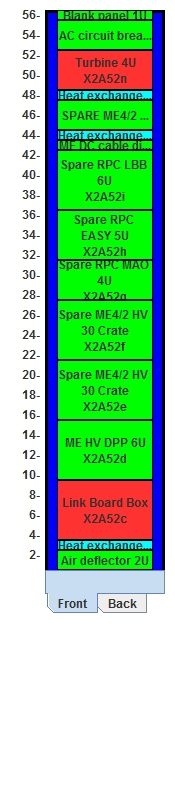 56-
Blank panel 1U
54-
AC circuit brea...
52-
Turbine 4U
50-
X2A52n
48-
Heat exchange...
46-
SPARE ME4/2 ...
44-
Heat exchange...
42-
ME DC cable di...
40-
Spare RPC LBB
6U
38-
X2A52i
36-
Spare RPC
34-
EASY 5U
32-
X2A52h
30-
Spare RPC MAO
4U
28-
X2A52g
26-
Spare ME4/2 HV
24-
30 Crate
22-
X2A52f
20-
Spare ME4/2 HV
18-
30 Crate
16-
X2A52e
14-
ME HV DPP 6U
12-
X2A52d
10-
8-
Link Board Box
6-
X2A52c
4-
Heat exchange...
2-
Air deflector 2U
Front
Back